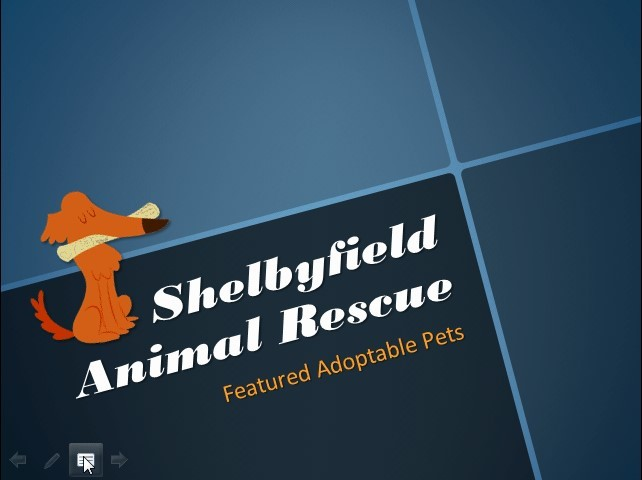 Shelbyfield
Animal Rescue
Featured Adoptable Pets